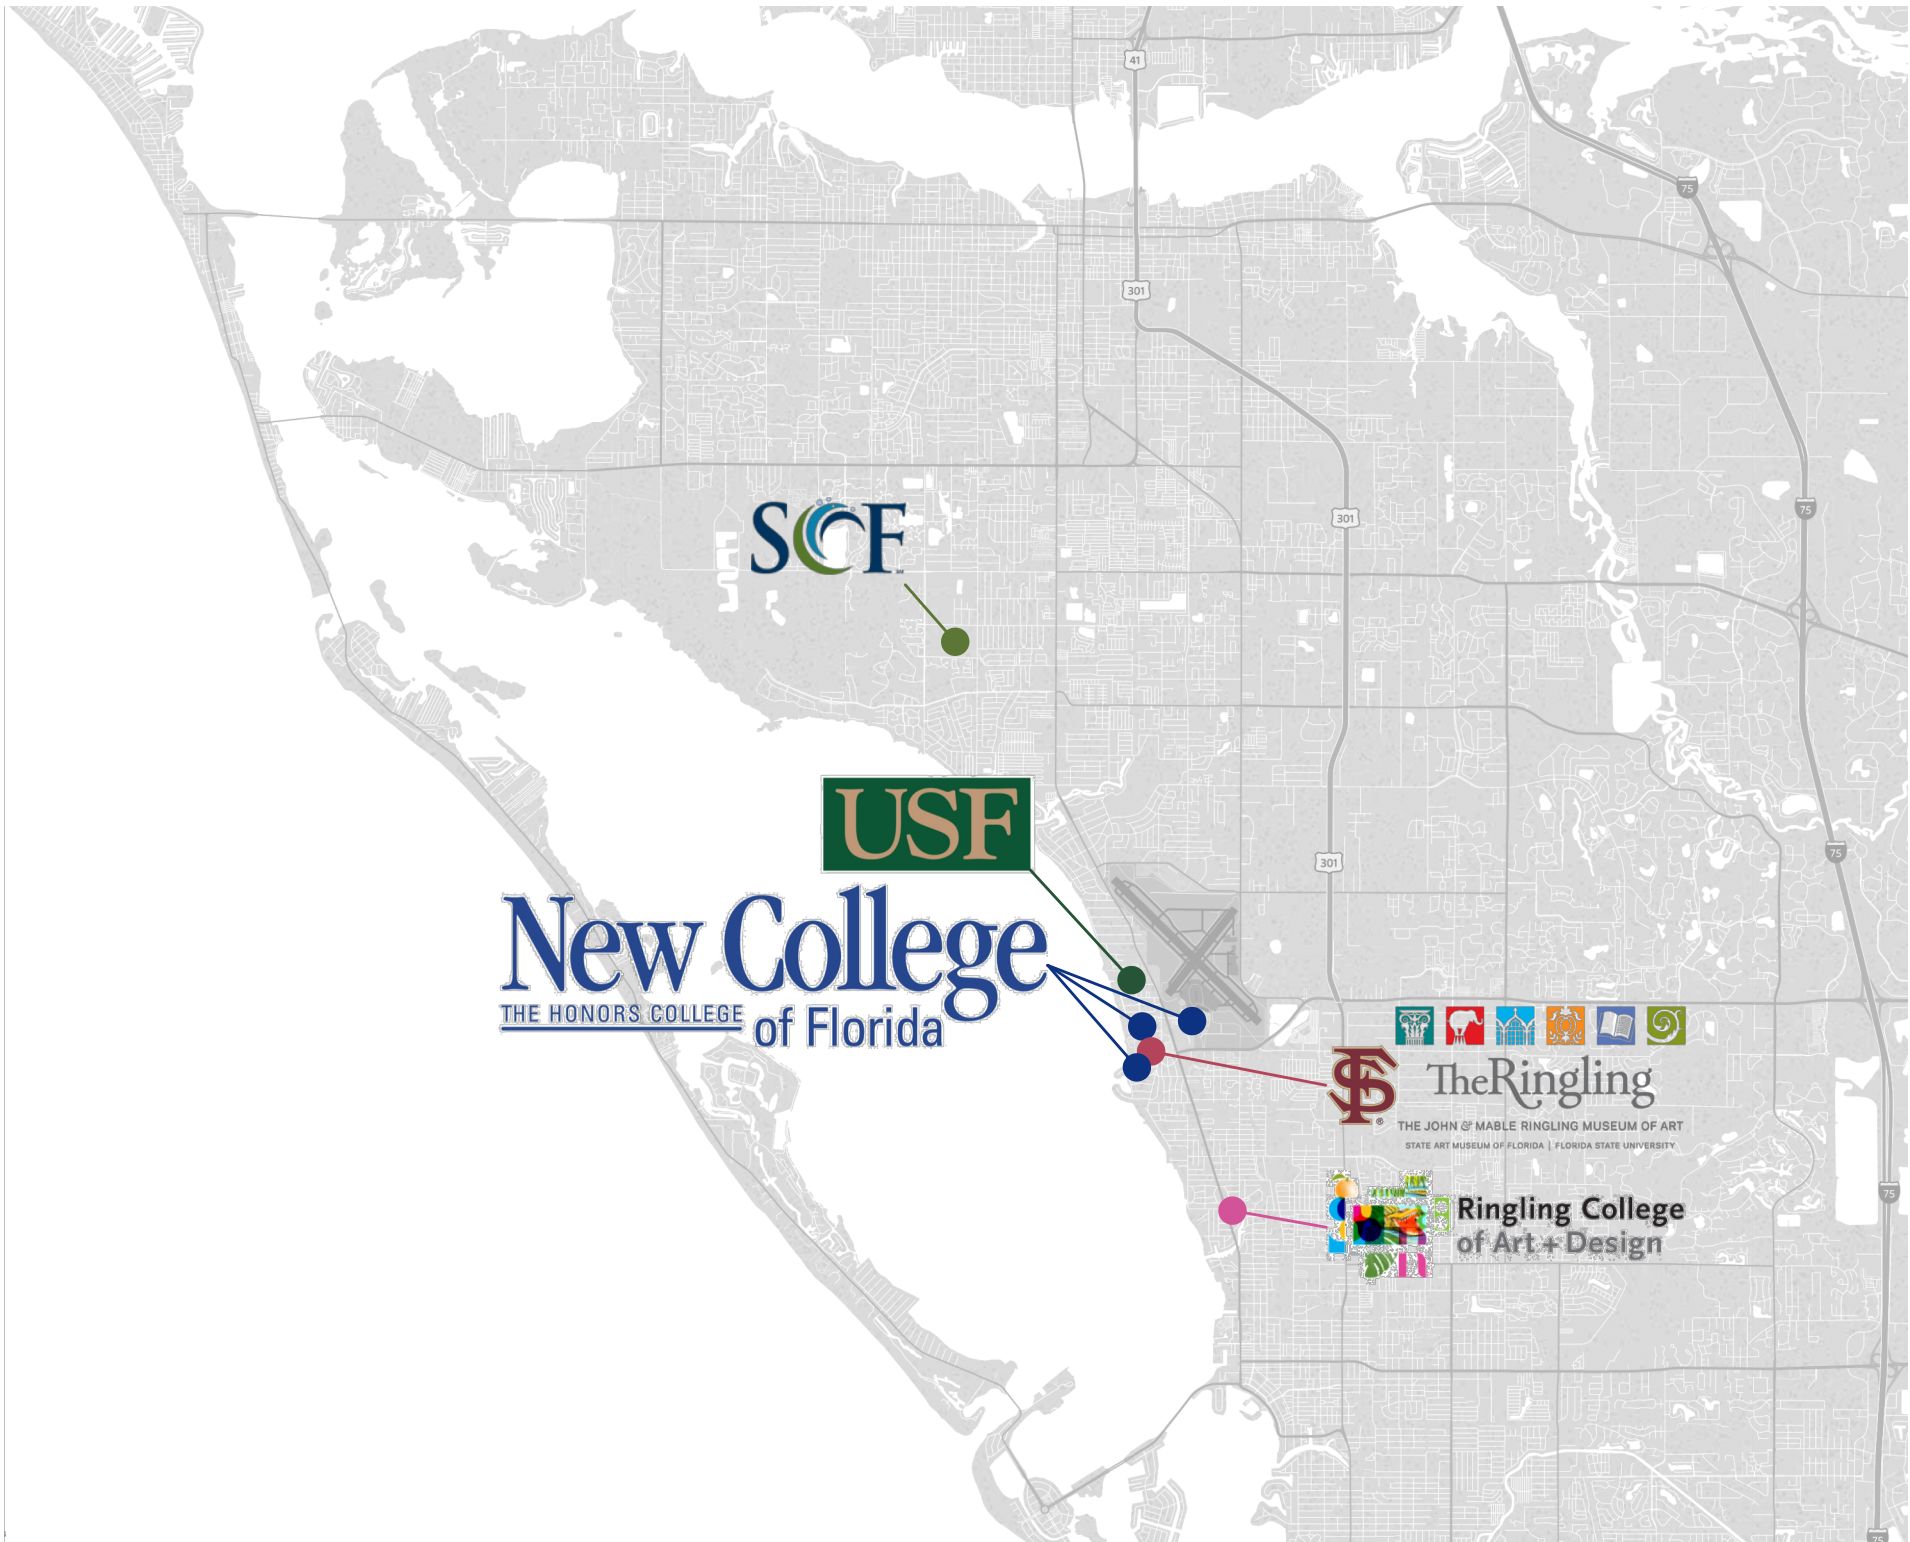 41
75
301
SCF
301
75
USF
301
75
New College
THE HONORS COLLEGE
of Florida
TheRingling
THE JOHN & MABLE RINGLING MUSEUM OF ART
STATE ART MUSEUM OF FLORIDA | FLORIDA STATE UNIVERSITY
FS
®
75
Ringling College
of Art + Design
75